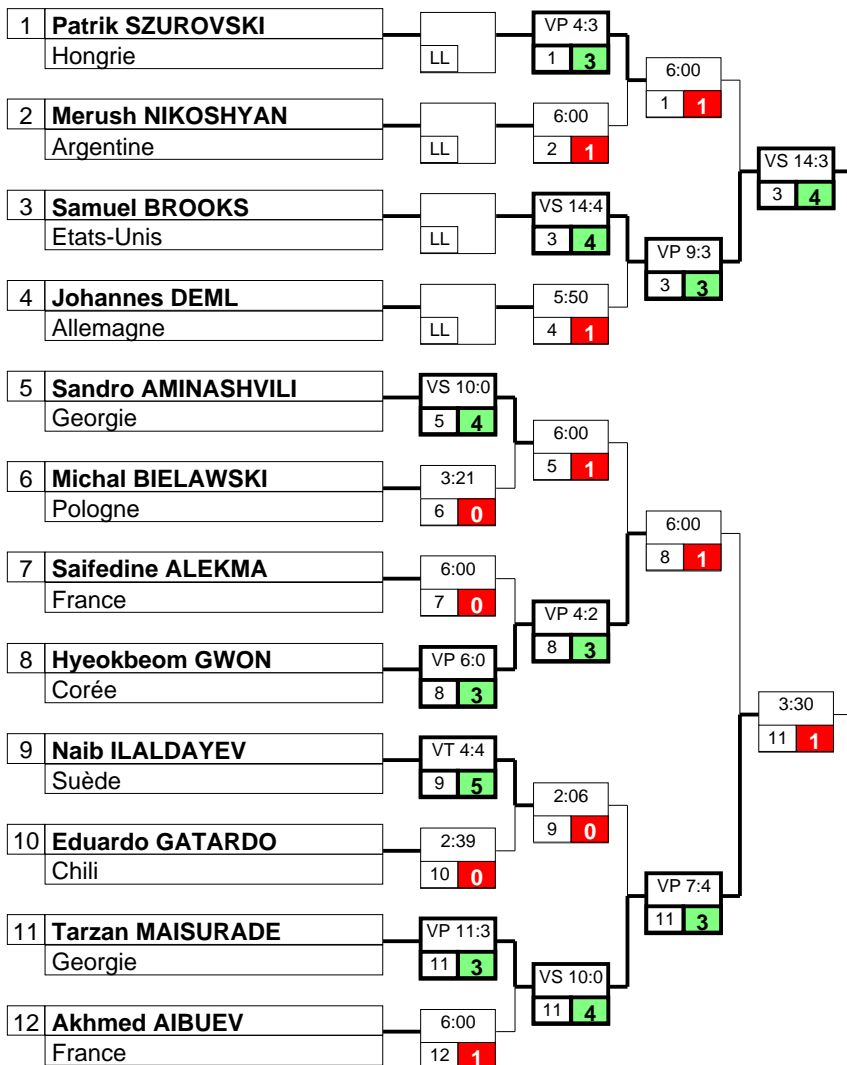 1 Patrik SZUROVSKI
Hongrie
LL
VP 4:3
1 3
6:00
1 1
2 Merush NIKOSHYAN
Argentine
LL
6:00
2 1
VS 14:3
3 4
3 Samuel BROOKS
Etats-Unis
LL
VS 14:4
3 4
VP 9:3
3 3
4 Johannes DEML
Allemagne
LL
5:50
4 1
5 Sandro AMINASHVILI
Georgie
VS 10:0
5 4
6:00
5 1
6 Michal BIELAWSKI
Pologne
3:21
6 0
6:00
8 1
7 Saifedine ALEKMA
France
6:00
7 0
VP 4:2
8 3
8 Hyeokbeom GWON
Corée
VP 6:0
8 3
3:30
11 1
9 Naib ILALDAYEV
Suède
VT 4:4
9 5
2:06
9 0
10 Eduardo GATARDO
Chili
2:39
10 0
VP 7:4
11 3
11 Tarzan MAISURADE
Georgie
VP 11:3
11 3
VS 10:0
11 4
12 Akhmed AIBUEV
France
6:00
12 1